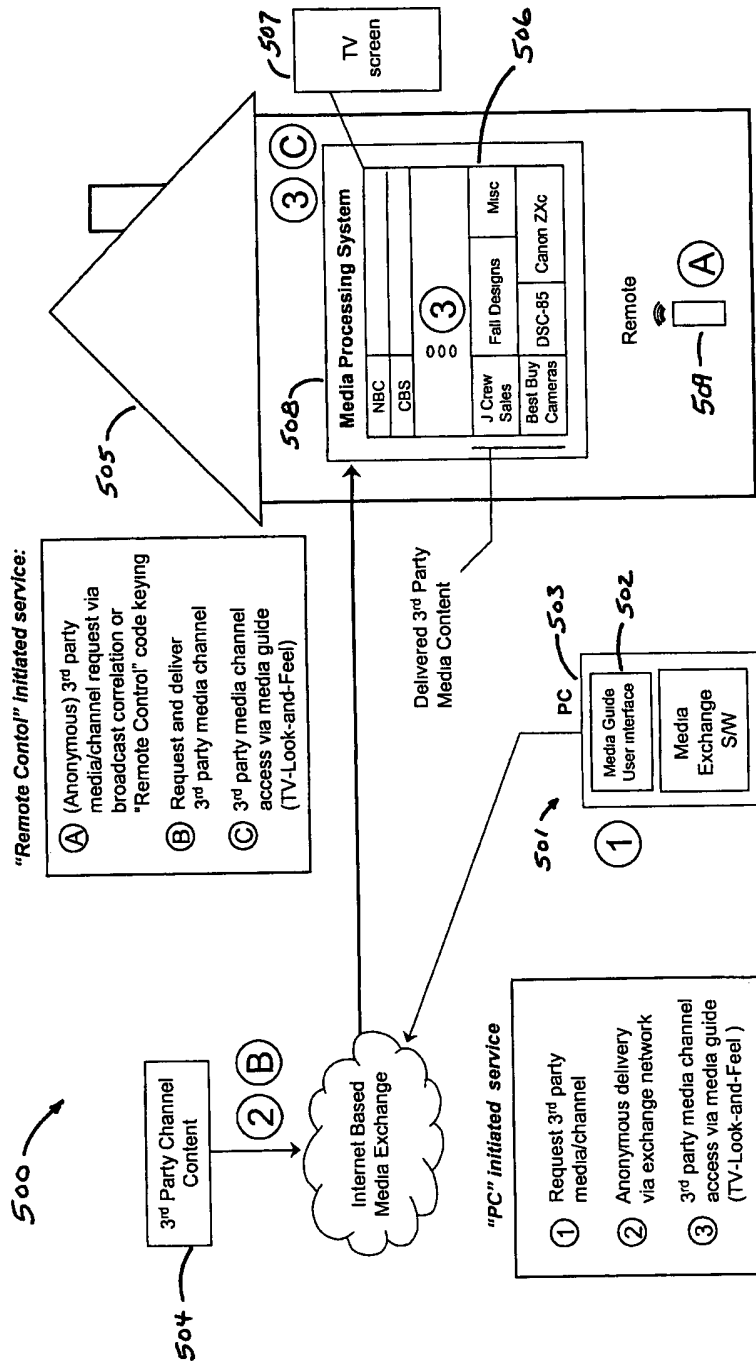 500
504
3rd Party Channel
Content
2 B
Internet Based
Media Exchange
"PC" initiated service
1 Request 3rd party
media/channel
2 Anonymous delivery
via exchange network
3 3rd party media channel
access via media guide
(TV-Look-and-Feel )
"Remote Contol" Initiated service:
A (Anonymous) 3rd party
media/channel request via
broadcast correlation or
"Remote Control" code keying
B Request and deliver
3rd party media channel
C 3rd party media channel
access via media guide
(TV-Look-and-Feel)
Delivered 3rd Party
Media Content
501
1
PC
503
502
Media Guide
User interface
Media
Exchange
S/W
505
508
3 C
507
TV
screen
Media Processing System
NBC
CBS
ooo 3
506
J Crew
Sales
Fall Designs
Misc
Best Buy
Cameras
DSC-85
Canon ZXc
Remote
509
A